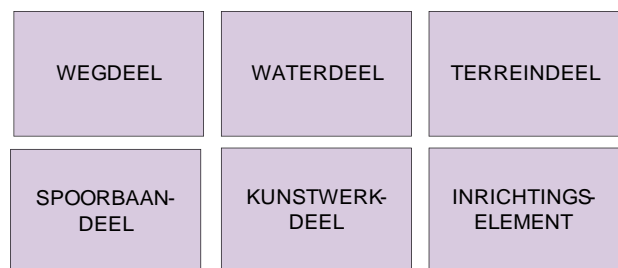 WEGDEEL
WATERDEEL
TERREINDEEL
SPOORBAAN-
DEEL
KUNSTWERK-
DEEL
INRICHTINGS-
ELEMENT